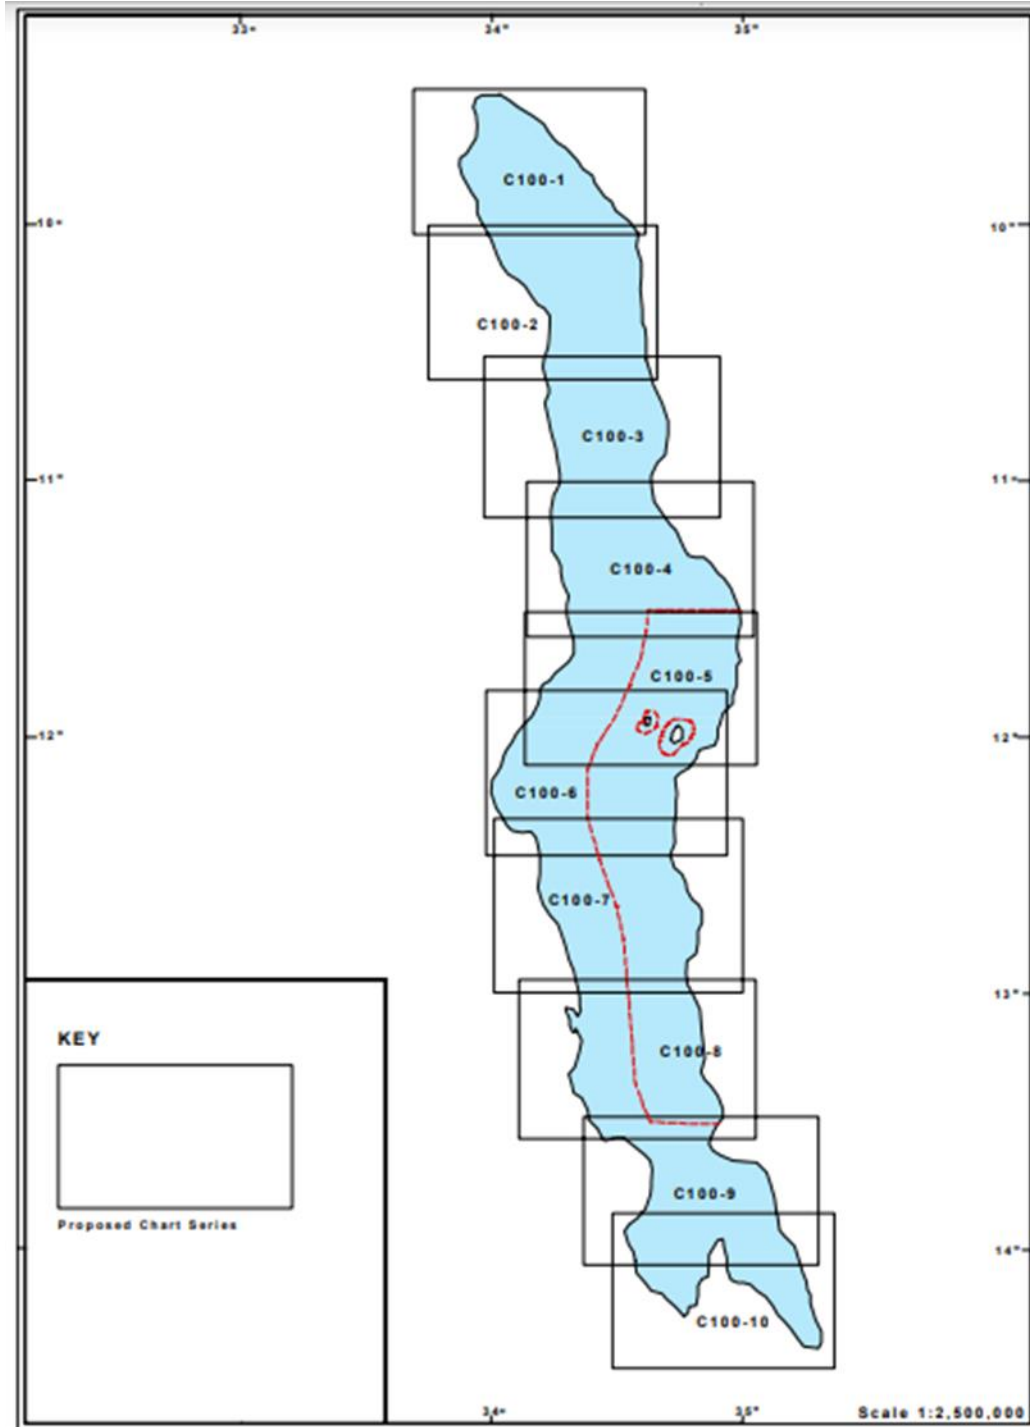 33° 34° 35°
C100-1
10° 10°
C100-2
C100-3
11° 11°
C100-4
C100-5
12° 12°
C100-6
C100-7
13°
KEY
C100-8
C100-9
Proposed Chart Series
14°
C100-10
34° 35°
Scale 1:2,500,000